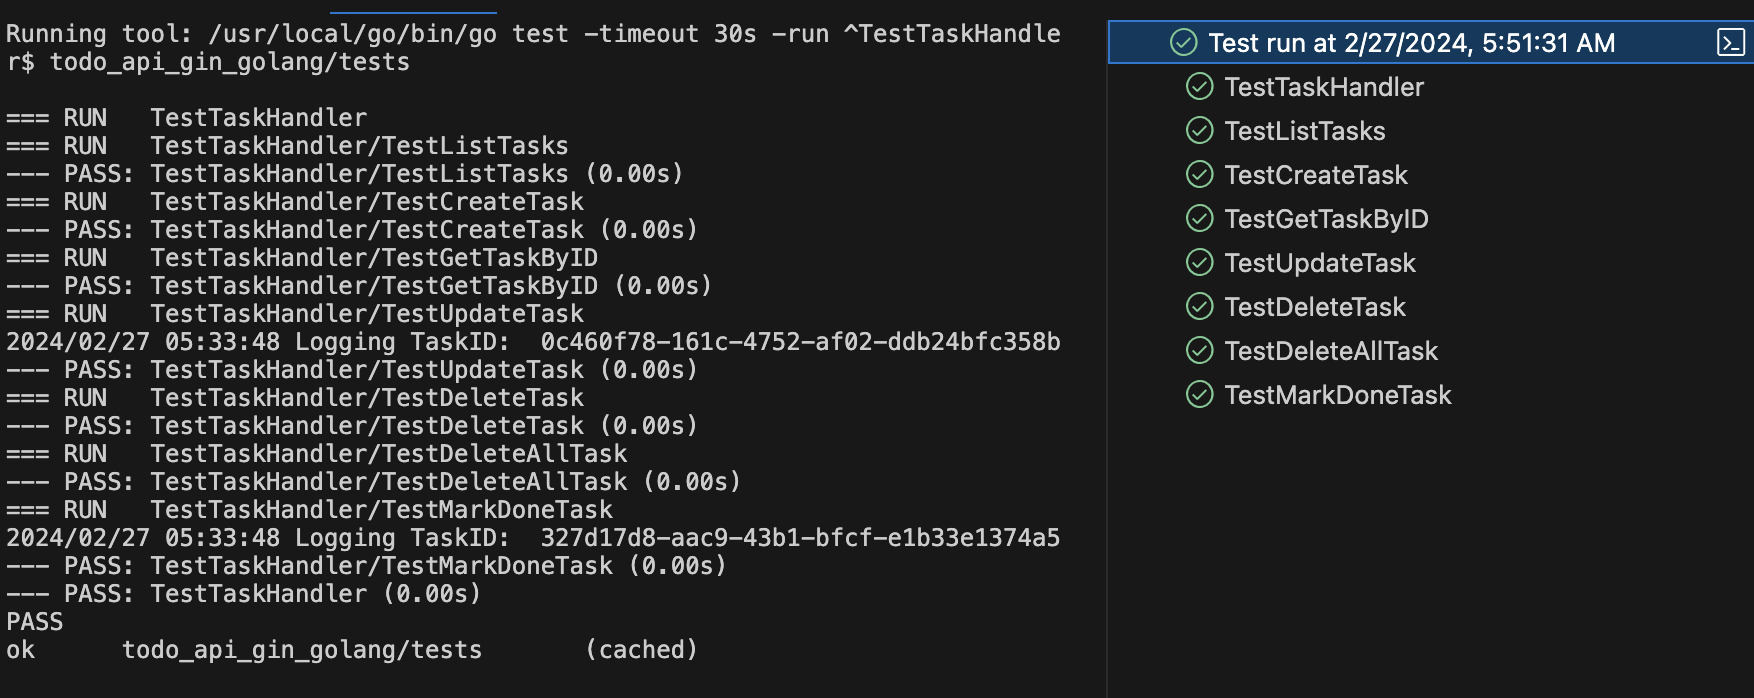 Running tool: /usr/local/go/bin/go test -timeout 30s -run ^TestTaskHandle
r$ todo_api_gin_golang/tests
=== RUN   TestTaskHandler
=== RUN   TestTaskHandler/TestListTasks
--- PASS: TestTaskHandler/TestListTasks (0.00s)
=== RUN   TestTaskHandler/TestCreateTask
--- PASS: TestTaskHandler/TestCreateTask (0.00s)
=== RUN   TestTaskHandler/TestGetTaskByID
--- PASS: TestTaskHandler/TestGetTaskByID (0.00s)
=== RUN   TestTaskHandler/TestUpdateTask
2024/02/27 05:33:48 Logging TaskID:  0c460f78-161c-4752-af02-ddb24bfc358b
--- PASS: TestTaskHandler/TestUpdateTask (0.00s)
=== RUN   TestTaskHandler/TestDeleteTask
--- PASS: TestTaskHandler/TestDeleteTask (0.00s)
=== RUN   TestTaskHandler/TestDeleteAllTask
--- PASS: TestTaskHandler/TestDeleteAllTask (0.00s)
=== RUN   TestTaskHandler/TestMarkDoneTask
2024/02/27 05:33:48 Logging TaskID:  327d17d8-aac9-43b1-bfcf-e1b33e1374a5
--- PASS: TestTaskHandler/TestMarkDoneTask (0.00s)
--- PASS: TestTaskHandler (0.00s)
PASS
ok      todo_api_gin_golang/tests       (cached)
Test run at 2/27/2024, 5:51:31 AM
TestTaskHandler
TestListTasks
TestCreateTask
TestGetTaskByID
TestUpdateTask
TestDeleteTask
TestDeleteAllTask
TestMarkDoneTask